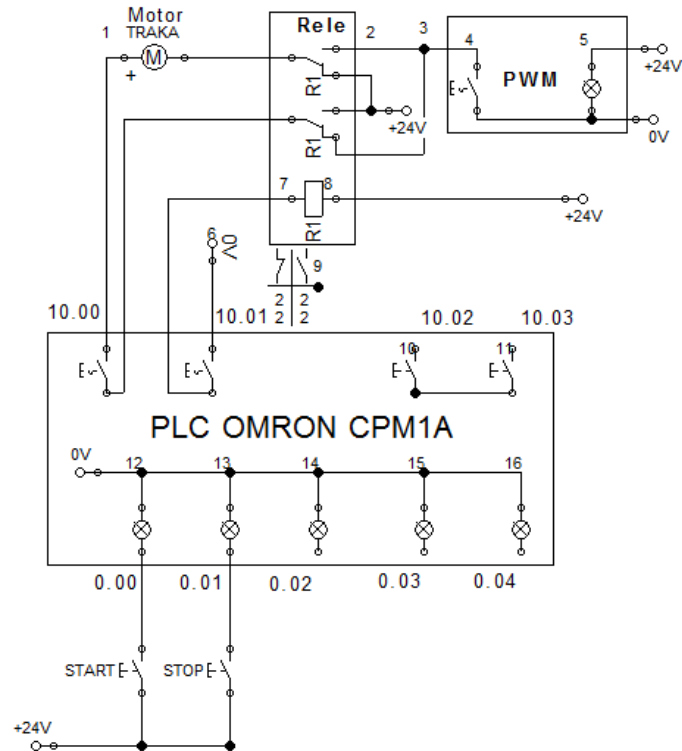 Motor
TRAKA
1
+
M
Rele
2
3
4
5
R1
+24V
PWM
+24V
0V
R1
7
8
R1
+24V
6
0V
9
2
2
2
2
10.00
10.01
10.02
10.03
10
11
PLC OMRON CPM1A
0V
12
13
14
15
16
0.00
0.01
0.02
0.03
0.04
START
STOP
+24V